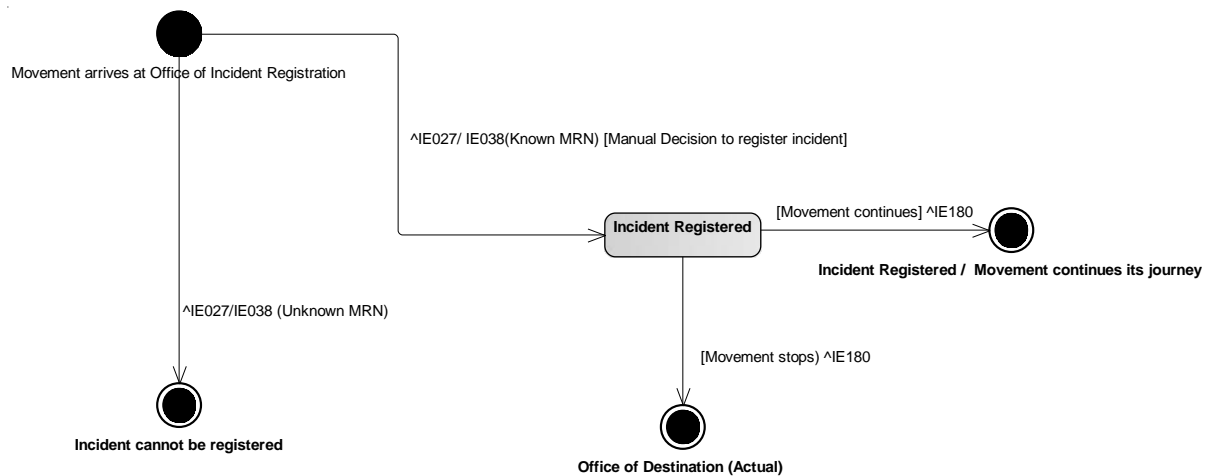 Movement arrives at Office of Incident Registration
^IE027/ IE038(Known MRN) [Manual Decision to register incident]
Incident Registered
[Movement continues] ^IE180
Incident Registered /  Movement continues its journey
^IE027/IE038 (Unknown MRN)
[Movement stops) ^IE180
Incident cannot be registered
Office of Destination (Actual)